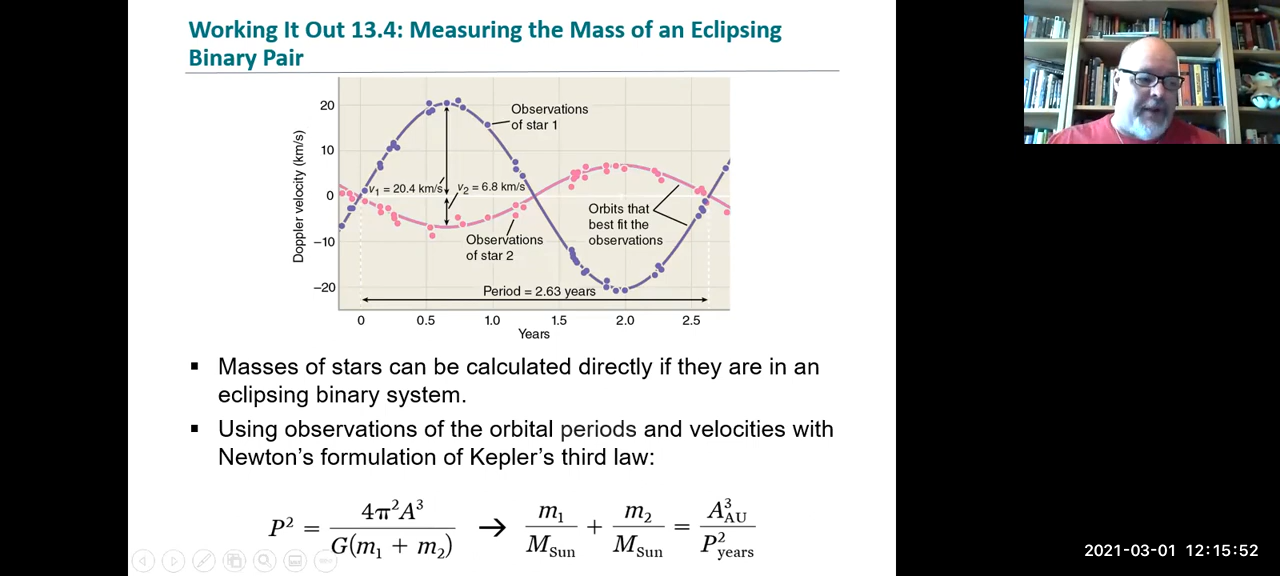 Working It Out 13.4: Measuring the Mass of an Eclipsing
Binary Pair
Doppler velocity (km/s)
20
10
0
−10
−20
Observations
of star 1
v₁ = 20.4 km/s
v₂ = 6.8 km/s
Observations
of star 2
Orbits that
best fit the
observations
Period = 2.63 years
0 0.5 1.0 1.5 2.0 2.5
Years
▪ Masses of stars can be calculated directly if they are in an
eclipsing binary system.
▪ Using observations of the orbital periods and velocities with
Newton’s formulation of Kepler’s third law:
P² = 4π²A³ / G(m₁ + m₂) → m₁ / M_Sun + m₂ / M_Sun = A³_AU / P²_years
2021-03-01 12:15:52